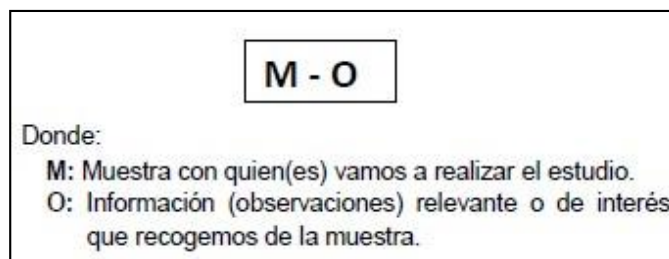 M - O
Donde:
M: Muestra con quien(es) vamos a realizar el estudio.
O: Información (observaciones) relevante o de interés
que recogemos de la muestra.